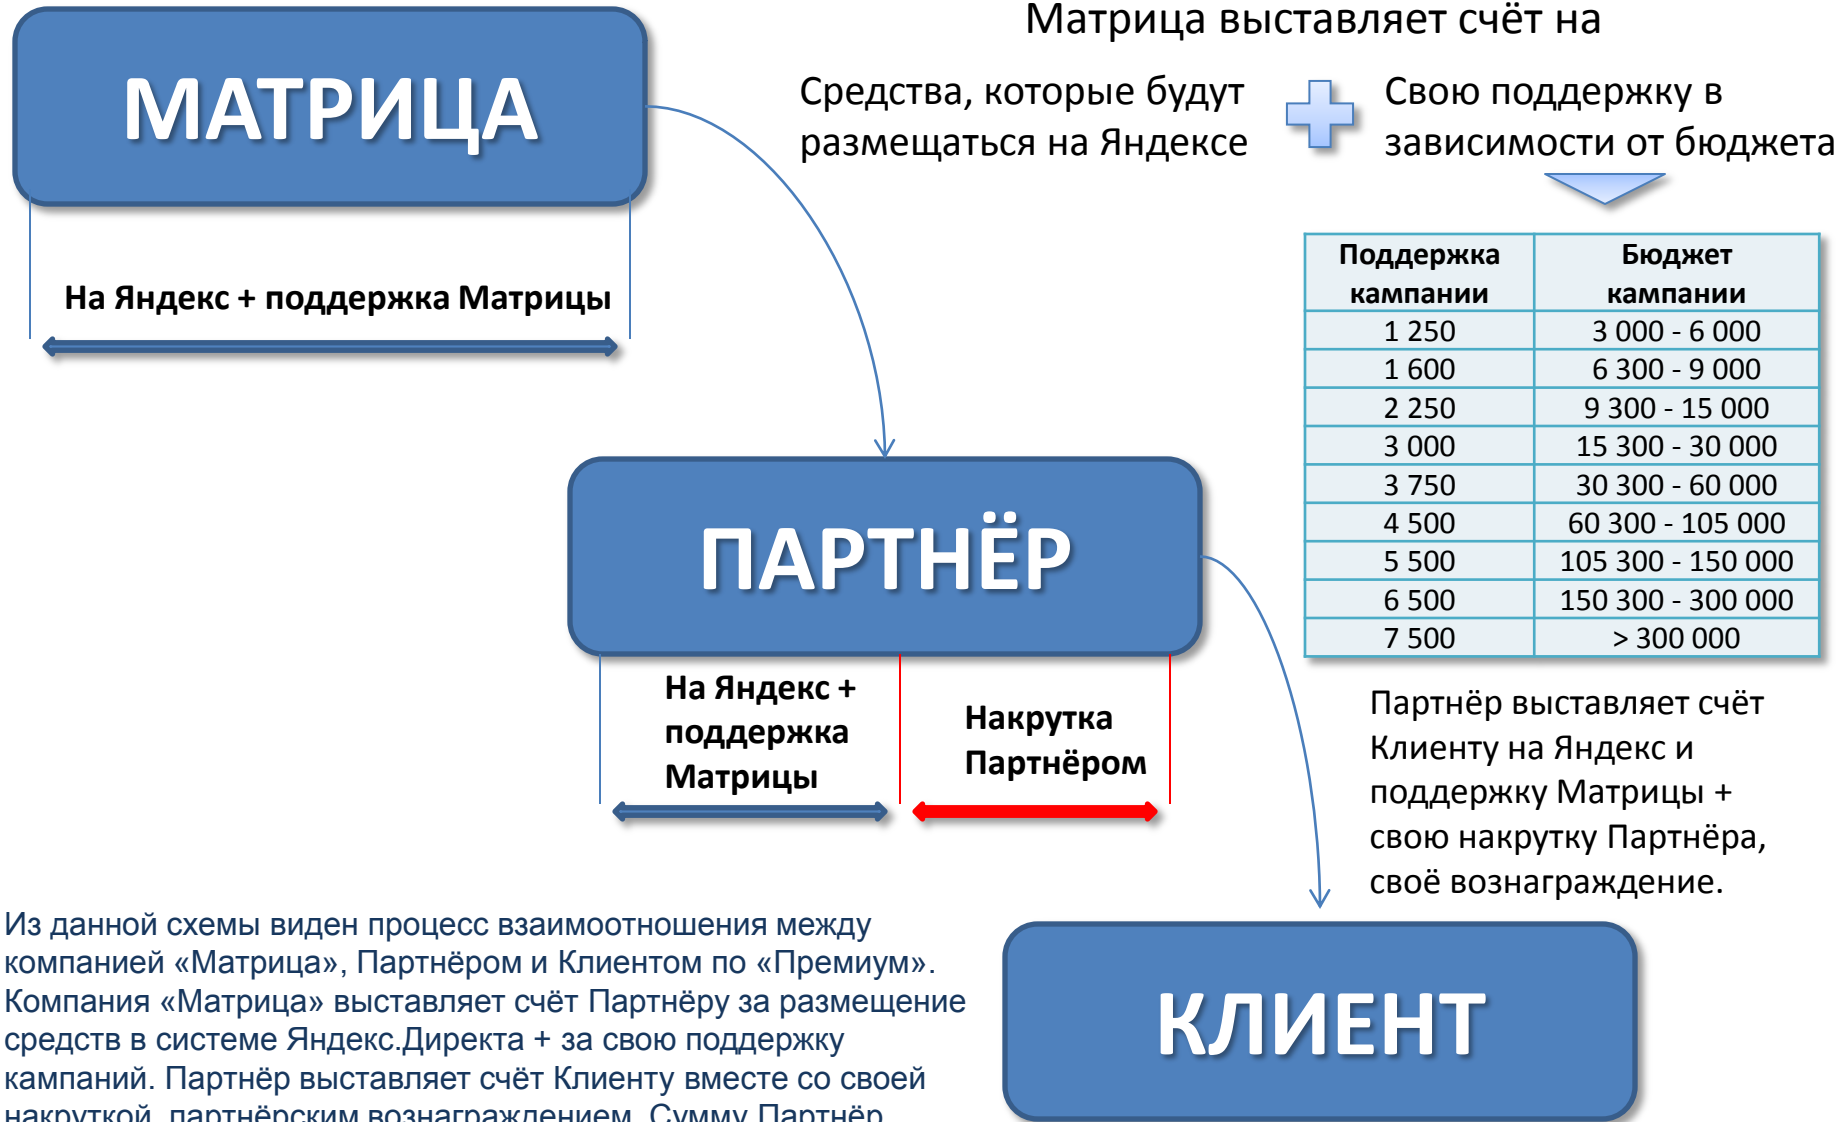 Матрица выставляет счёт на
МАТРИЦА
Средства, которые будут
размещаться на Яндексе
Свою поддержку в
зависимости от бюджета
На Яндекс + поддержка Матрицы
Поддержка кампании Бюджет кампании
1 250 3 000 - 6 000
1 600 6 300 - 9 000
2 250 9 300 - 15 000
3 000 15 300 - 30 000
3 750 30 300 - 60 000
4 500 60 300 - 105 000
5 500 105 300 - 150 000
6 500 150 300 - 300 000
7 500 > 300 000
ПАРТНЁР
На Яндекс +
поддержка
Матрицы
Накрутка
Партнёром
Партнёр выставляет счёт
Клиенту на Яндекс и
поддержку Матрицы +
свою накрутку Партнёра,
своё вознаграждение.
Из данной схемы виден процесс взаимоотношения между
компанией «Матрица», Партнёром и Клиентом по «Премиум».
Компания «Матрица» выставляет счёт Партнёру за размещение
средств в системе Яндекс.Директа + за свою поддержку
кампаний. Партнёр выставляет счёт Клиенту вместе со своей
накруткой, партнёрским вознаграждением. Сумму Партнёр
КЛИЕНТ